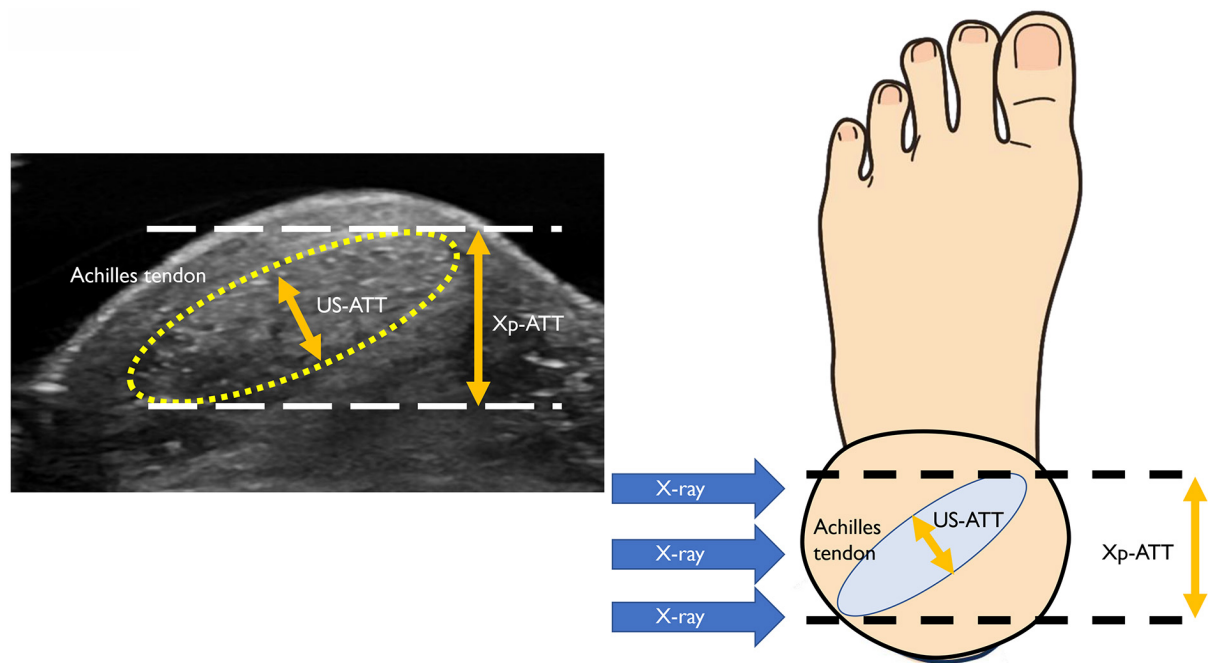 Achilles tendon
US-ATT
Xp-ATT
X-ray
X-ray
X-ray
Achilles
tendon
US-ATT
Xp-ATT